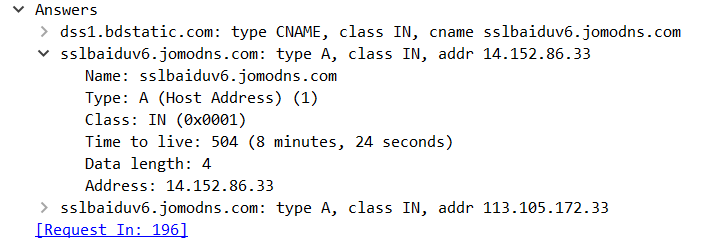 Answers
dss1.bdstatic.com: type CNAME, class IN, cname sslbaiduv6.jomodns.com
sslbaiduv6.jomodns.com: type A, class IN, addr 14.152.86.33
Name: sslbaiduv6.jomodns.com
Type: A (Host Address) (1)
Class: IN (0x0001)
Time to live: 504 (8 minutes, 24 seconds)
Data length: 4
Address: 14.152.86.33
sslbaiduv6.jomodns.com: type A, class IN, addr 113.105.172.33
[Request In: 196]